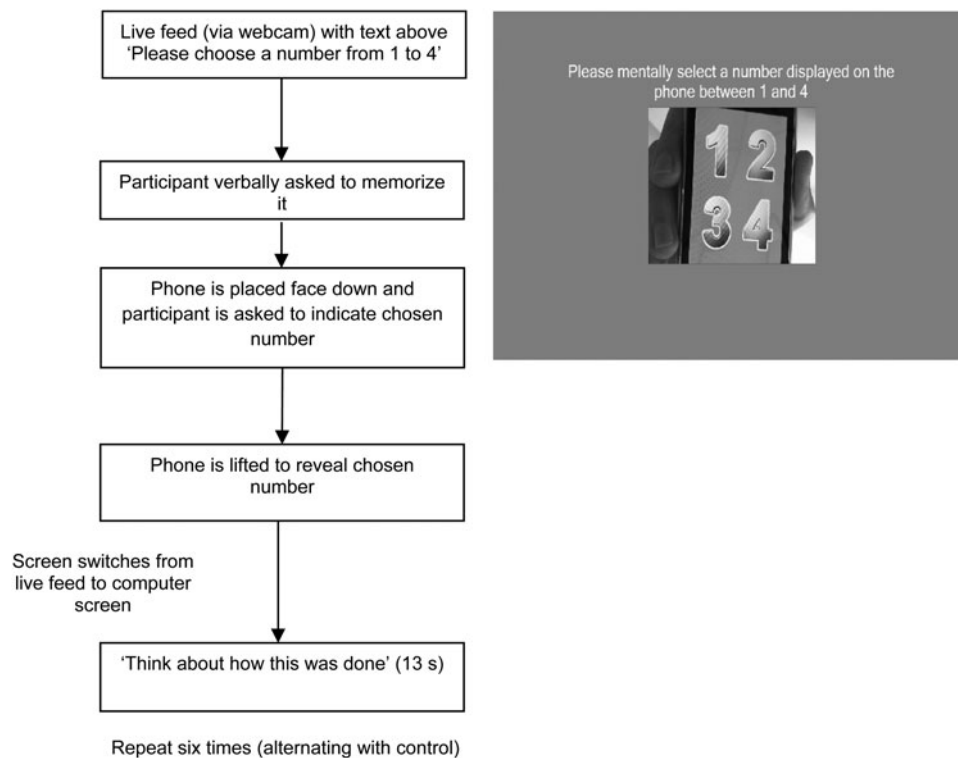 Live feed (via webcam) with text above
‘Please choose a number from 1 to 4’
Participant verbally asked to memorize
it
Phone is placed face down and
participant is asked to indicate chosen
number
Phone is lifted to reveal chosen
number
Screen switches from
live feed to computer
screen
‘Think about how this was done’ (13 s)
Repeat six times (alternating with control)
Please mentally select a number displayed on the
phone between 1 and 4
1 2
3 4